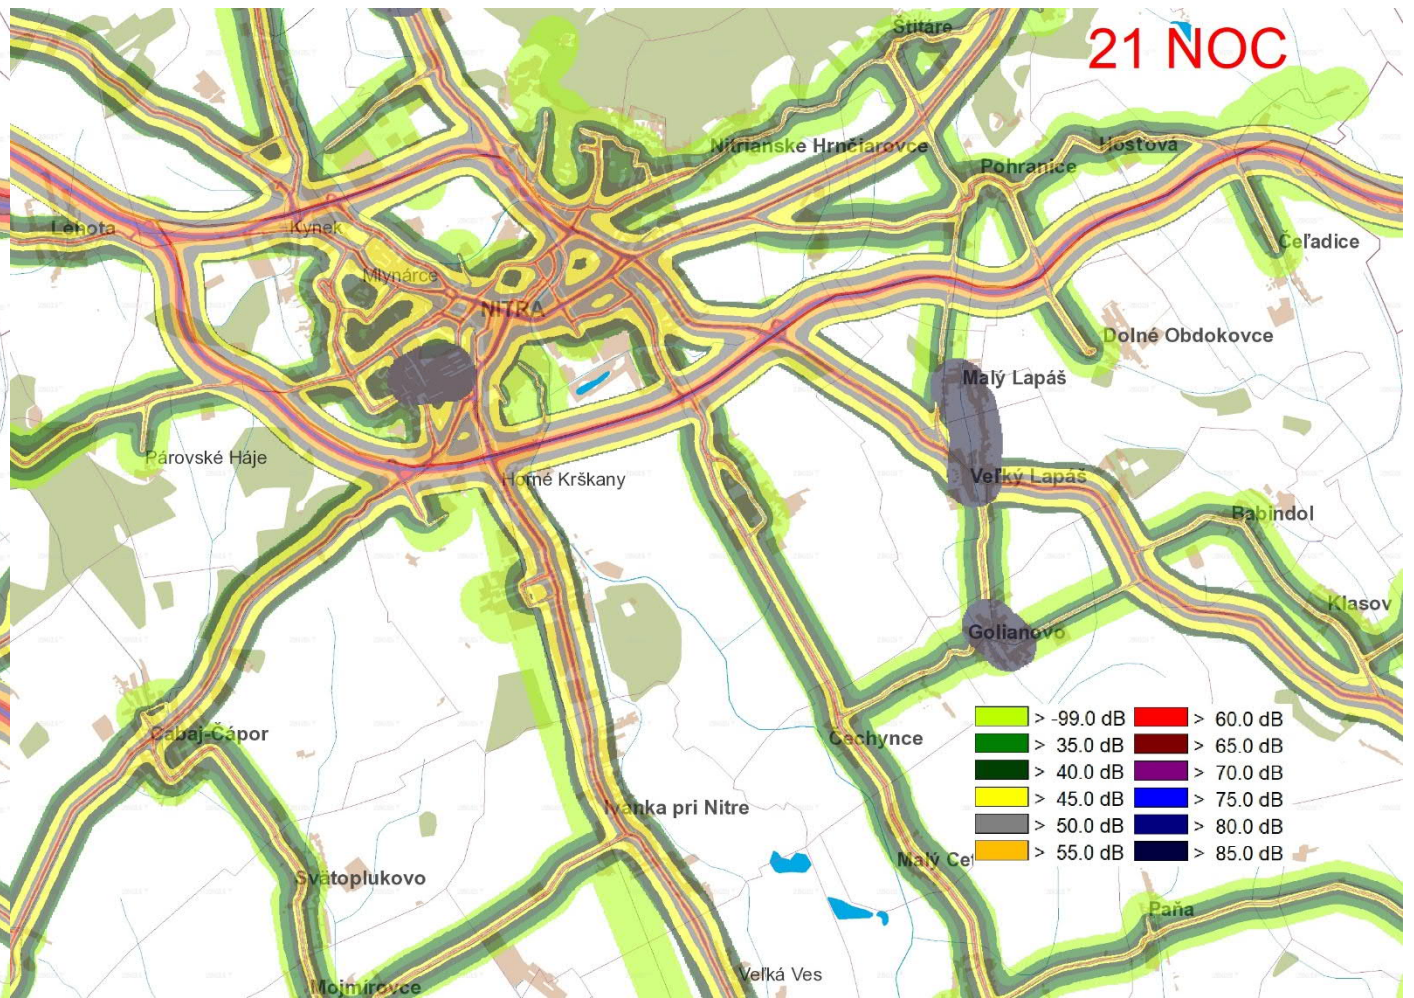 21 NOC
Štitáre
Nitrianske Hrnčiarovce
Hosťová
Pohranice
Lehota
Kynek
Čeľadice
Mlynárce
NITRA
Dolné Obdokovce
Malý Lapáš
Párovské Háje
Horné Krškany
Veľký Lapáš
Babindol
Klasov
Golianovo
Cabaj-Čápor
Čechynce
Ivanka pri Nitre
Malý Cet
Svätoplukovo
Paňa
Mojmírovce
Veľká Ves
> -99.0 dB > 60.0 dB
> 35.0 dB > 65.0 dB
> 40.0 dB > 70.0 dB
> 45.0 dB > 75.0 dB
> 50.0 dB > 80.0 dB
> 55.0 dB > 85.0 dB